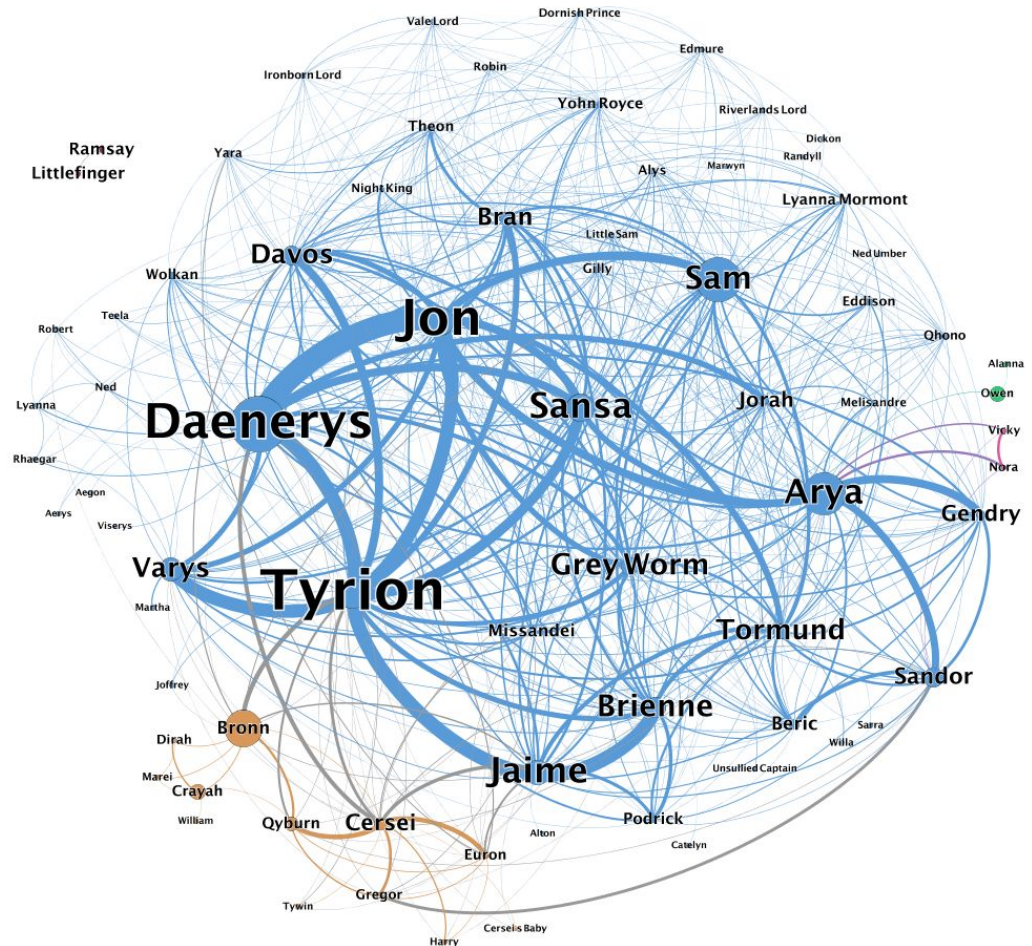 Dornish Prince
Vale Lord
Edmure
Robin
Ironborn Lord
Yohn Royce
Riverlands Lord
Theon
Dickon
Ramsay
Yara
Randyll
Marwyn
Alys
Littlefinger
Night King
Lyanna Mormont
Bran
Little Sam
Davos
Ned Umber
Gilly
Wolkan
Sam
Eddison
Teela
Jon
Robert
Qhono
Alanna
Ned
Owen
Jorah
Melisandre
Lyanna
Sansa
Daenerys
Vicky
Rhaegar
Nora
Aegon
Arya
Aerys
Gendry
Viserys
Grey Worm
Varys
Tyrion
Martha
Missandei
Tormund
Sandor
Joffrey
Brienne
Beric
Sarra
Bronn
Dirah
Willa
Unsullied Captain
Jaime
Marei
Crayah
William
Qyburn
Cersei
Podrick
Alton
Catelyn
Euron
Gregor
Tywin
Cerseis Baby
Harry